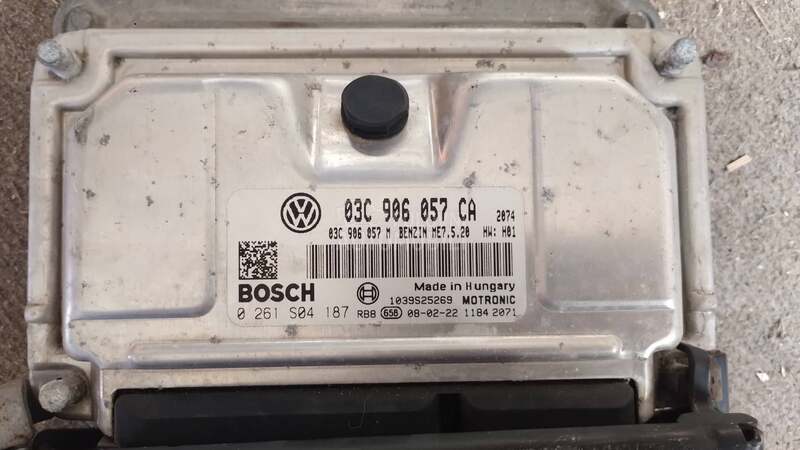 03C 906 057 CA 2074
03C 906 057 M BENZIN ME7.5.20 HW: H01
Made in Hungary
BOSCH 1039S25269 MOTRONIC
0 261 S04 187 RBB 658 08-02-22 1184 2071